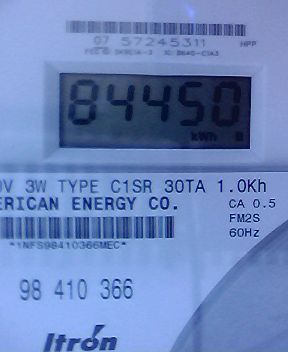 07 57245311 HPP
84450
kWh
0V 3W TYPE C1SR 30TA 1.0Kh
ERICAN ENERGY CO. CA 0.5
FM2S
*1NFS98410366MEC* 60Hz
98 410 366
Itrón